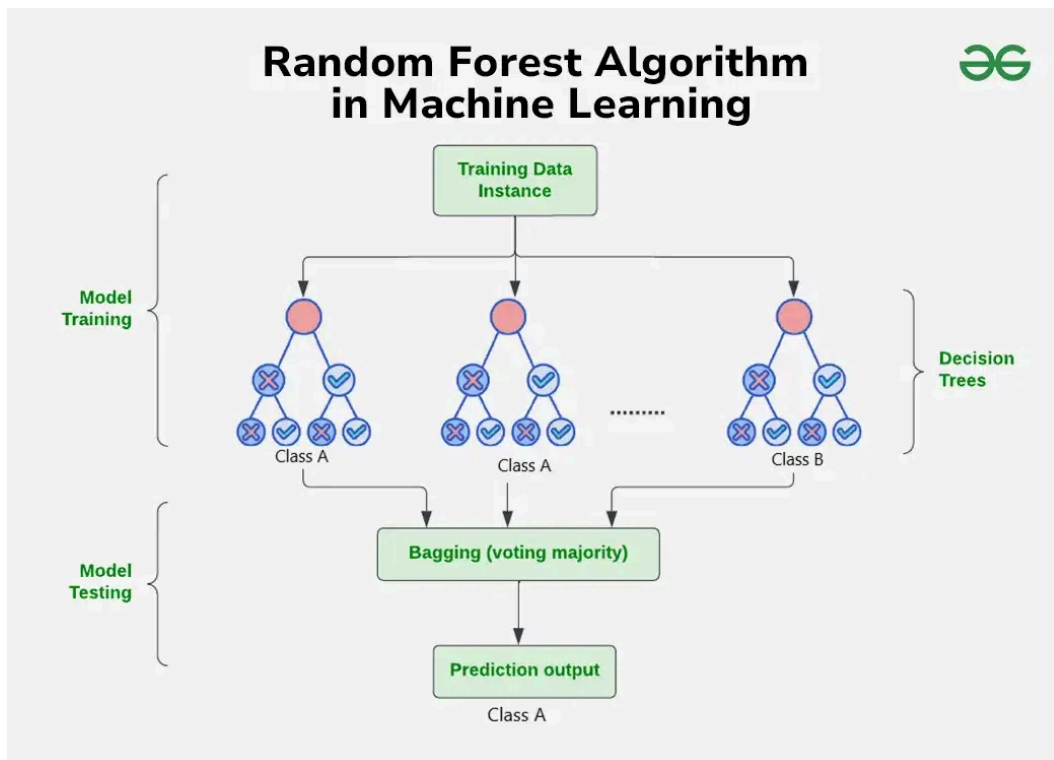 Random Forest Algorithm
in Machine Learning
Training Data
Instance
Model
Training
Decision
Trees
Class A
Class A
Class B
.........
Bagging (voting majority)
Model
Testing
Prediction output
Class A